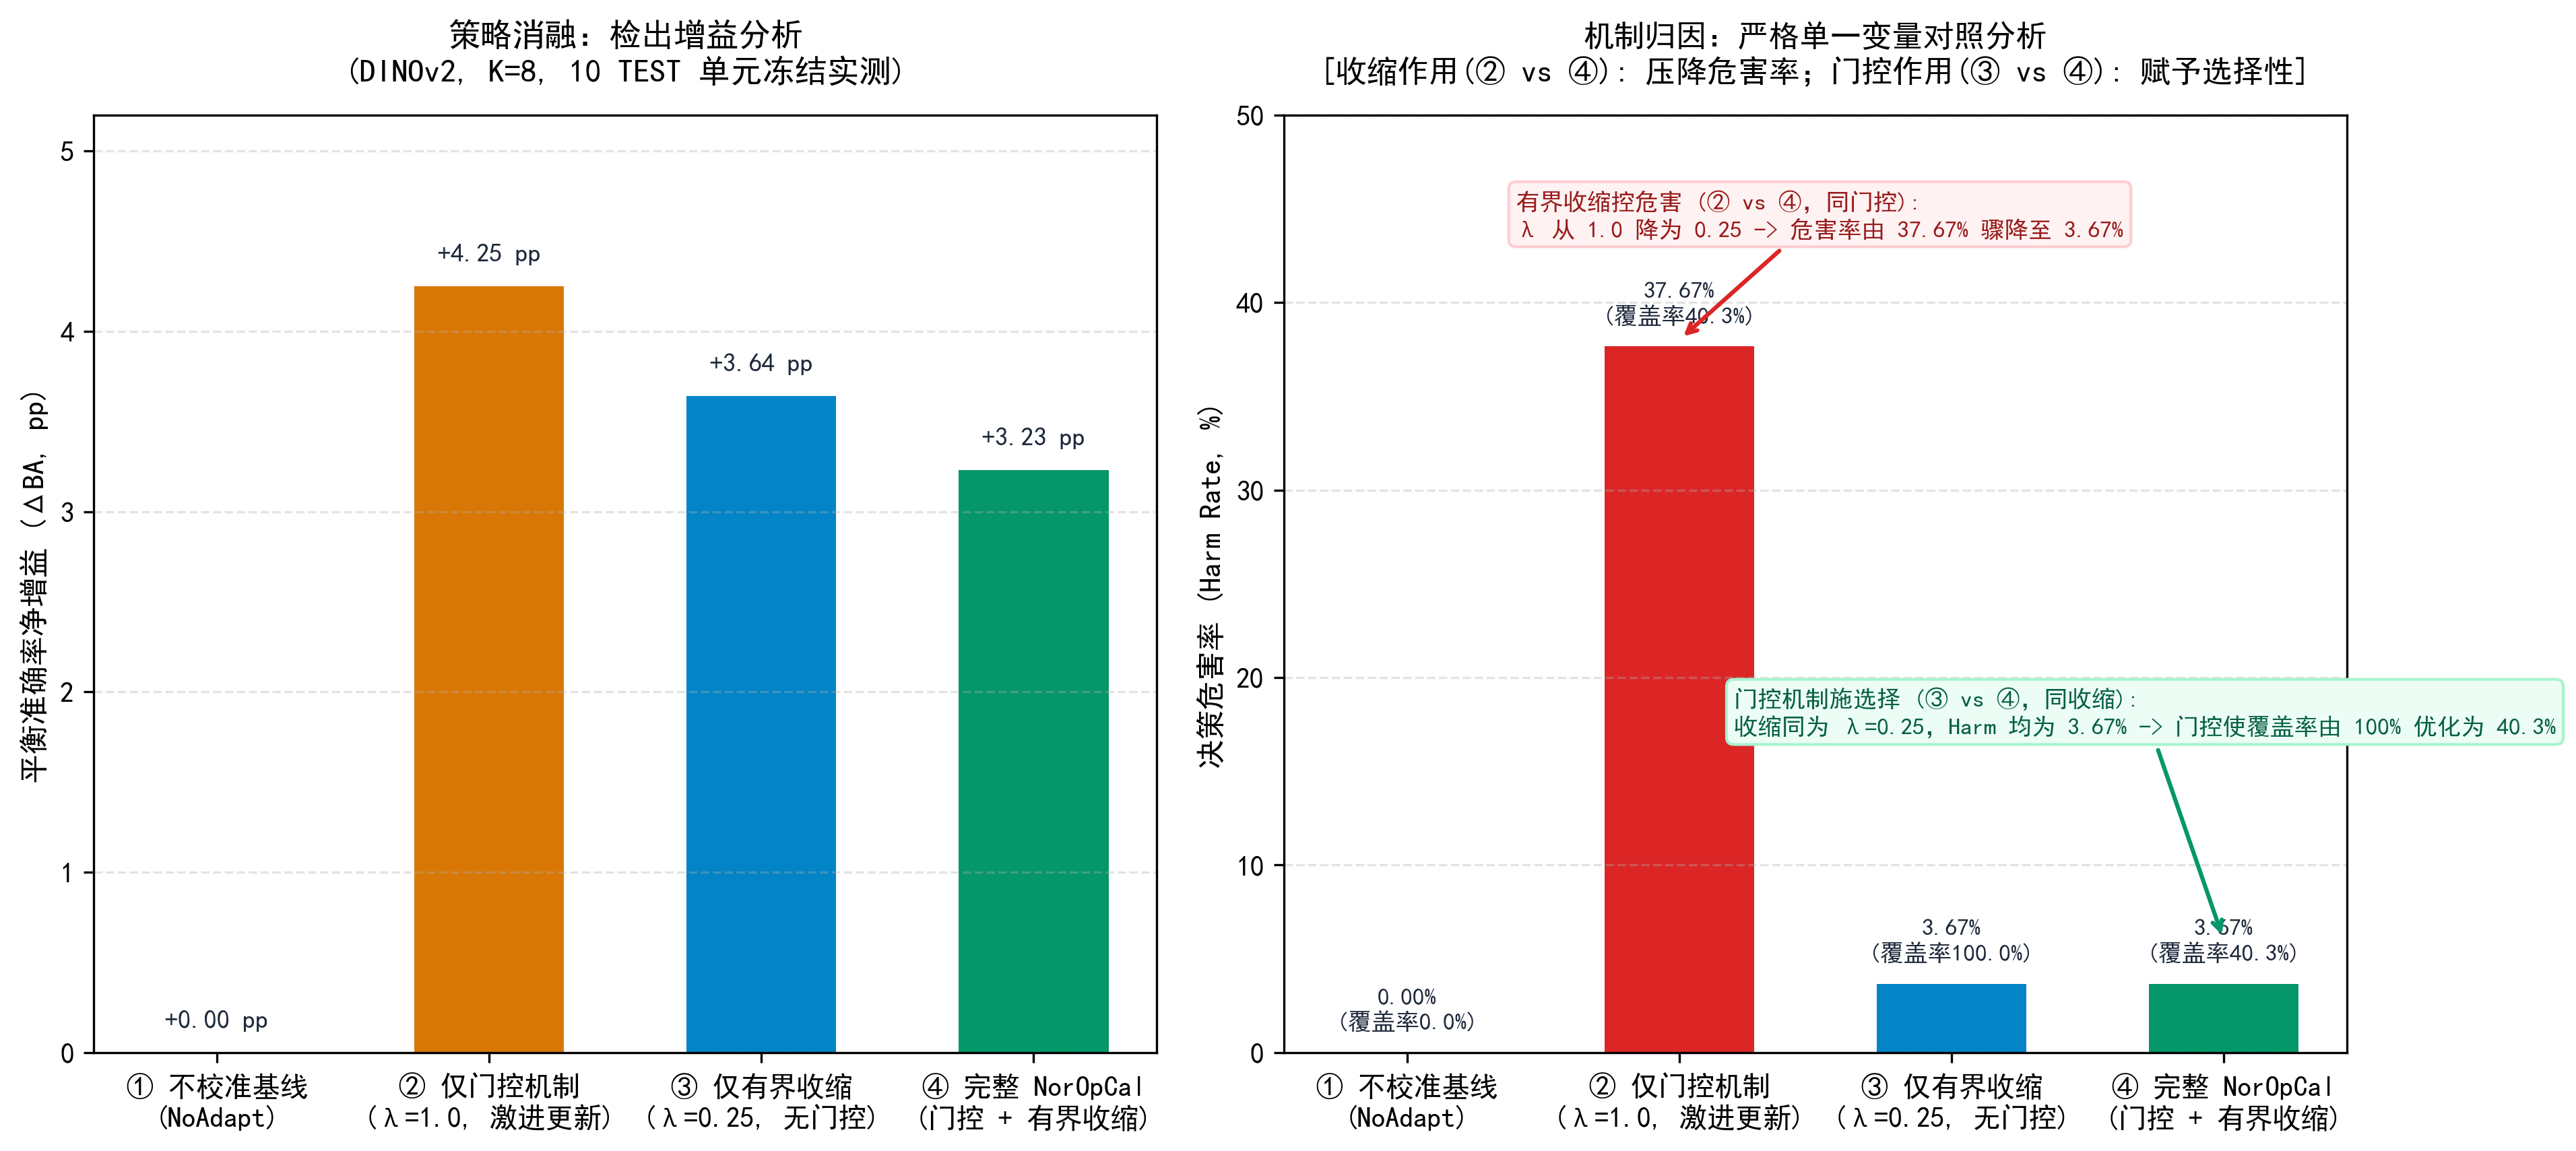 策略消融：检出增益分析
(DINOv2, K=8, 10 TEST 单元冻结实测)
平衡准确率净增益 (ΔBA, pp)
5
4
3
2
1
0
+0.00 pp
+4.25 pp
+3.64 pp
+3.23 pp
① 不校准基线
(NoAdapt)
② 仅门控机制
(λ=1.0, 激进更新)
③ 仅有界收缩
(λ=0.25, 无门控)
④ 完整 NorOpCal
(门控 + 有界收缩)
机制归因：严格单一变量对照分析
[收缩作用(② vs ④): 压降危害率；门控作用(③ vs ④): 赋予选择性]
决策危害率 (Harm Rate, %)
50
40
30
20
10
0
有界收缩控危害 (② vs ④，同门控):
λ 从 1.0 降为 0.25 -> 危害率由 37.67% 骤降至 3.67%
37.67%
(覆盖率40.3%)
门控机制施选择 (③ vs ④，同收缩):
收缩同为 λ=0.25，Harm 均为 3.67% -> 门控使覆盖率由 100% 优化为 40.3%
0.00%
(覆盖率0.0%)
3.67%
(覆盖率100.0%)
3.67%
(覆盖率40.3%)
① 不校准基线
(NoAdapt)
② 仅门控机制
(λ=1.0, 激进更新)
③ 仅有界收缩
(λ=0.25, 无门控)
④ 完整 NorOpCal
(门控 + 有界收缩)